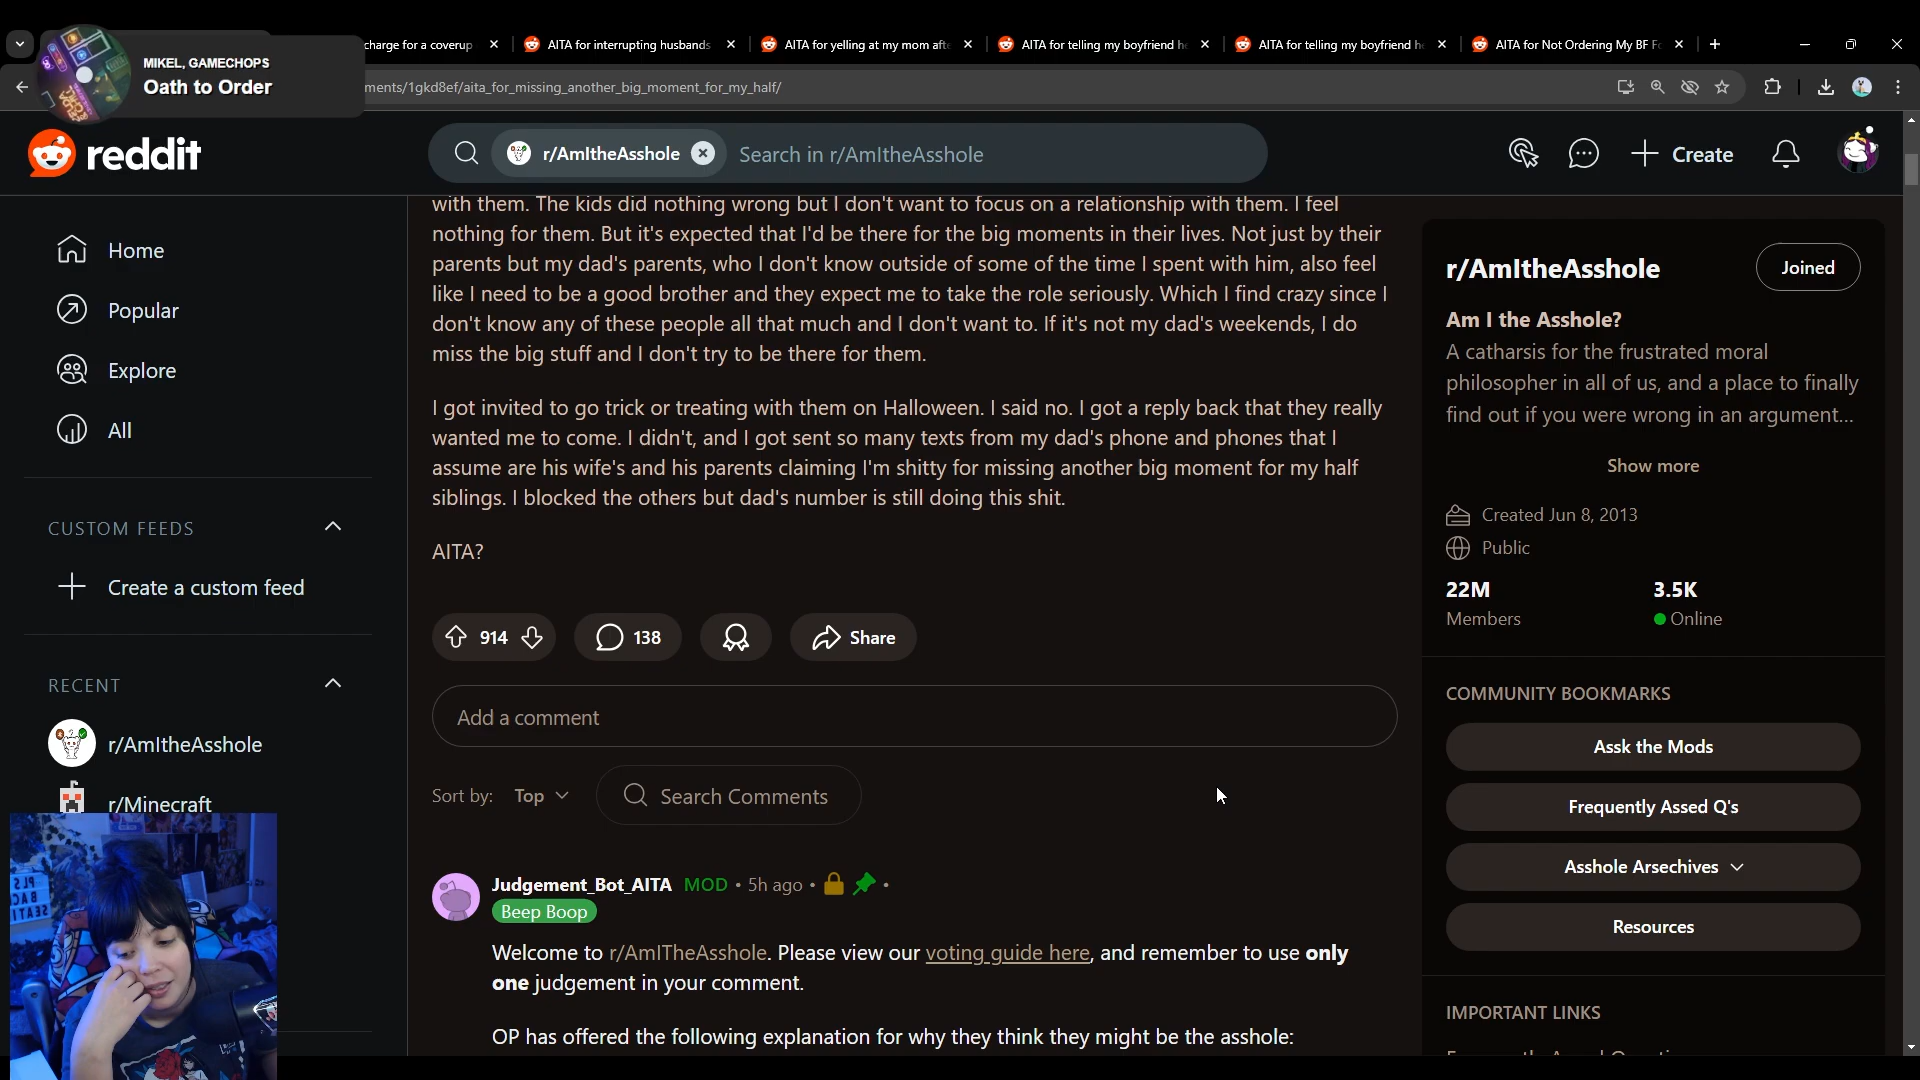 charge for a coverup
AITA for interrupting husbands
AITA for yelling at my mom afte
AITA for telling my boyfriend he
AITA for telling my boyfriend he
AITA for Not Ordering My BF Fo
MIKEL, GAMECHOPS
Oath to Order
ments/1gkd8ef/aita_for_missing_another_big_moment_for_my_half/
reddit
r/AmItheAsshole
Search in r/AmItheAsshole
Create
Home
Popular
Explore
All
CUSTOM FEEDS
Create a custom feed
RECENT
r/AmItheAsshole
r/Minecraft
with them. The kids did nothing wrong but I don't want to focus on a relationship with them. I feel
nothing for them. But it's expected that I'd be there for the big moments in their lives. Not just by their
parents but my dad's parents, who I don't know outside of some of the time I spent with him, also feel
like I need to be a good brother and they expect me to take the role seriously. Which I find crazy since I
don't know any of these people all that much and I don't want to. If it's not my dad's weekends, I do
miss the big stuff and I don't try to be there for them.
I got invited to go trick or treating with them on Halloween. I said no. I got a reply back that they really
wanted me to come. I didn't, and I got sent so many texts from my dad's phone and phones that I
assume are his wife's and his parents claiming I'm shitty for missing another big moment for my half
siblings. I blocked the others but dad's number is still doing this shit.
AITA?
914
138
Share
Add a comment
Sort by: Top
Search Comments
Judgement_Bot_AITA MOD • 5h ago •
Beep Boop
Welcome to r/AmITheAsshole. Please view our voting guide here, and remember to use only
one judgement in your comment.
OP has offered the following explanation for why they think they might be the asshole:
r/AmItheAsshole
Joined
Am I the Asshole?
A catharsis for the frustrated moral
philosopher in all of us, and a place to finally
find out if you were wrong in an argument...
Show more
Created Jun 8, 2013
Public
22M
Members
3.5K
Online
COMMUNITY BOOKMARKS
Assk the Mods
Frequently Assed Q's
Asshole Arsechives
Resources
IMPORTANT LINKS